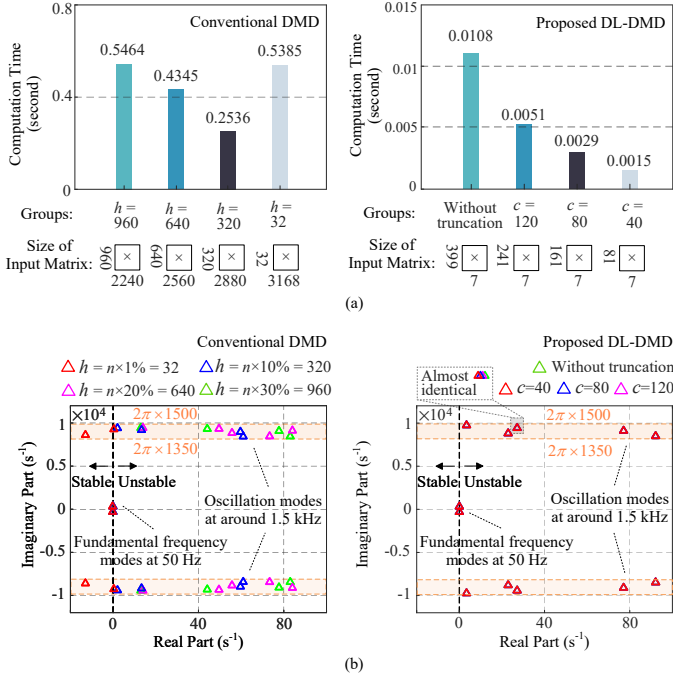 Conventional DMD
0.8
0.4
0
Computation Time
(second)
0.5464
0.4345
0.2536
0.5385
Groups:
h =
960
h =
640
h =
320
h =
32
Size of
Input Matrix:
960
×
2240
640
×
2560
320
×
2880
32
×
3168
Proposed DL-DMD
0.015
0.01
0.005
0
Computation Time
(second)
0.0108
0.0051
0.0029
0.0015
Groups:
Without
truncation
c =
120
c =
80
c =
40
Size of
Input Matrix:
399
×
7
241
×
7
161
×
7
81
×
7
(a)
Conventional DMD
h = n×1% = 32
h = n×10% = 320
h = n×20% = 640
h = n×30% = 960
×10⁴
1
0.5
0
-0.5
-1
Imaginary Part (s⁻¹)
2π×1500
2π×1350
Stable
Unstable
Oscillation modes
at around 1.5 kHz
Fundamental frequency
modes at 50 Hz
0
40
80
Real Part (s⁻¹)
Proposed DL-DMD
Without truncation
c=40
c=80
c=120
Almost
identical
×10⁴
1
0.5
0
-0.5
-1
Imaginary Part (s⁻¹)
2π×1500
2π×1350
Stable
Unstable
Oscillation modes
at around 1.5 kHz
Fundamental frequency
modes at 50 Hz
0
40
80
Real Part (s⁻¹)
(b)